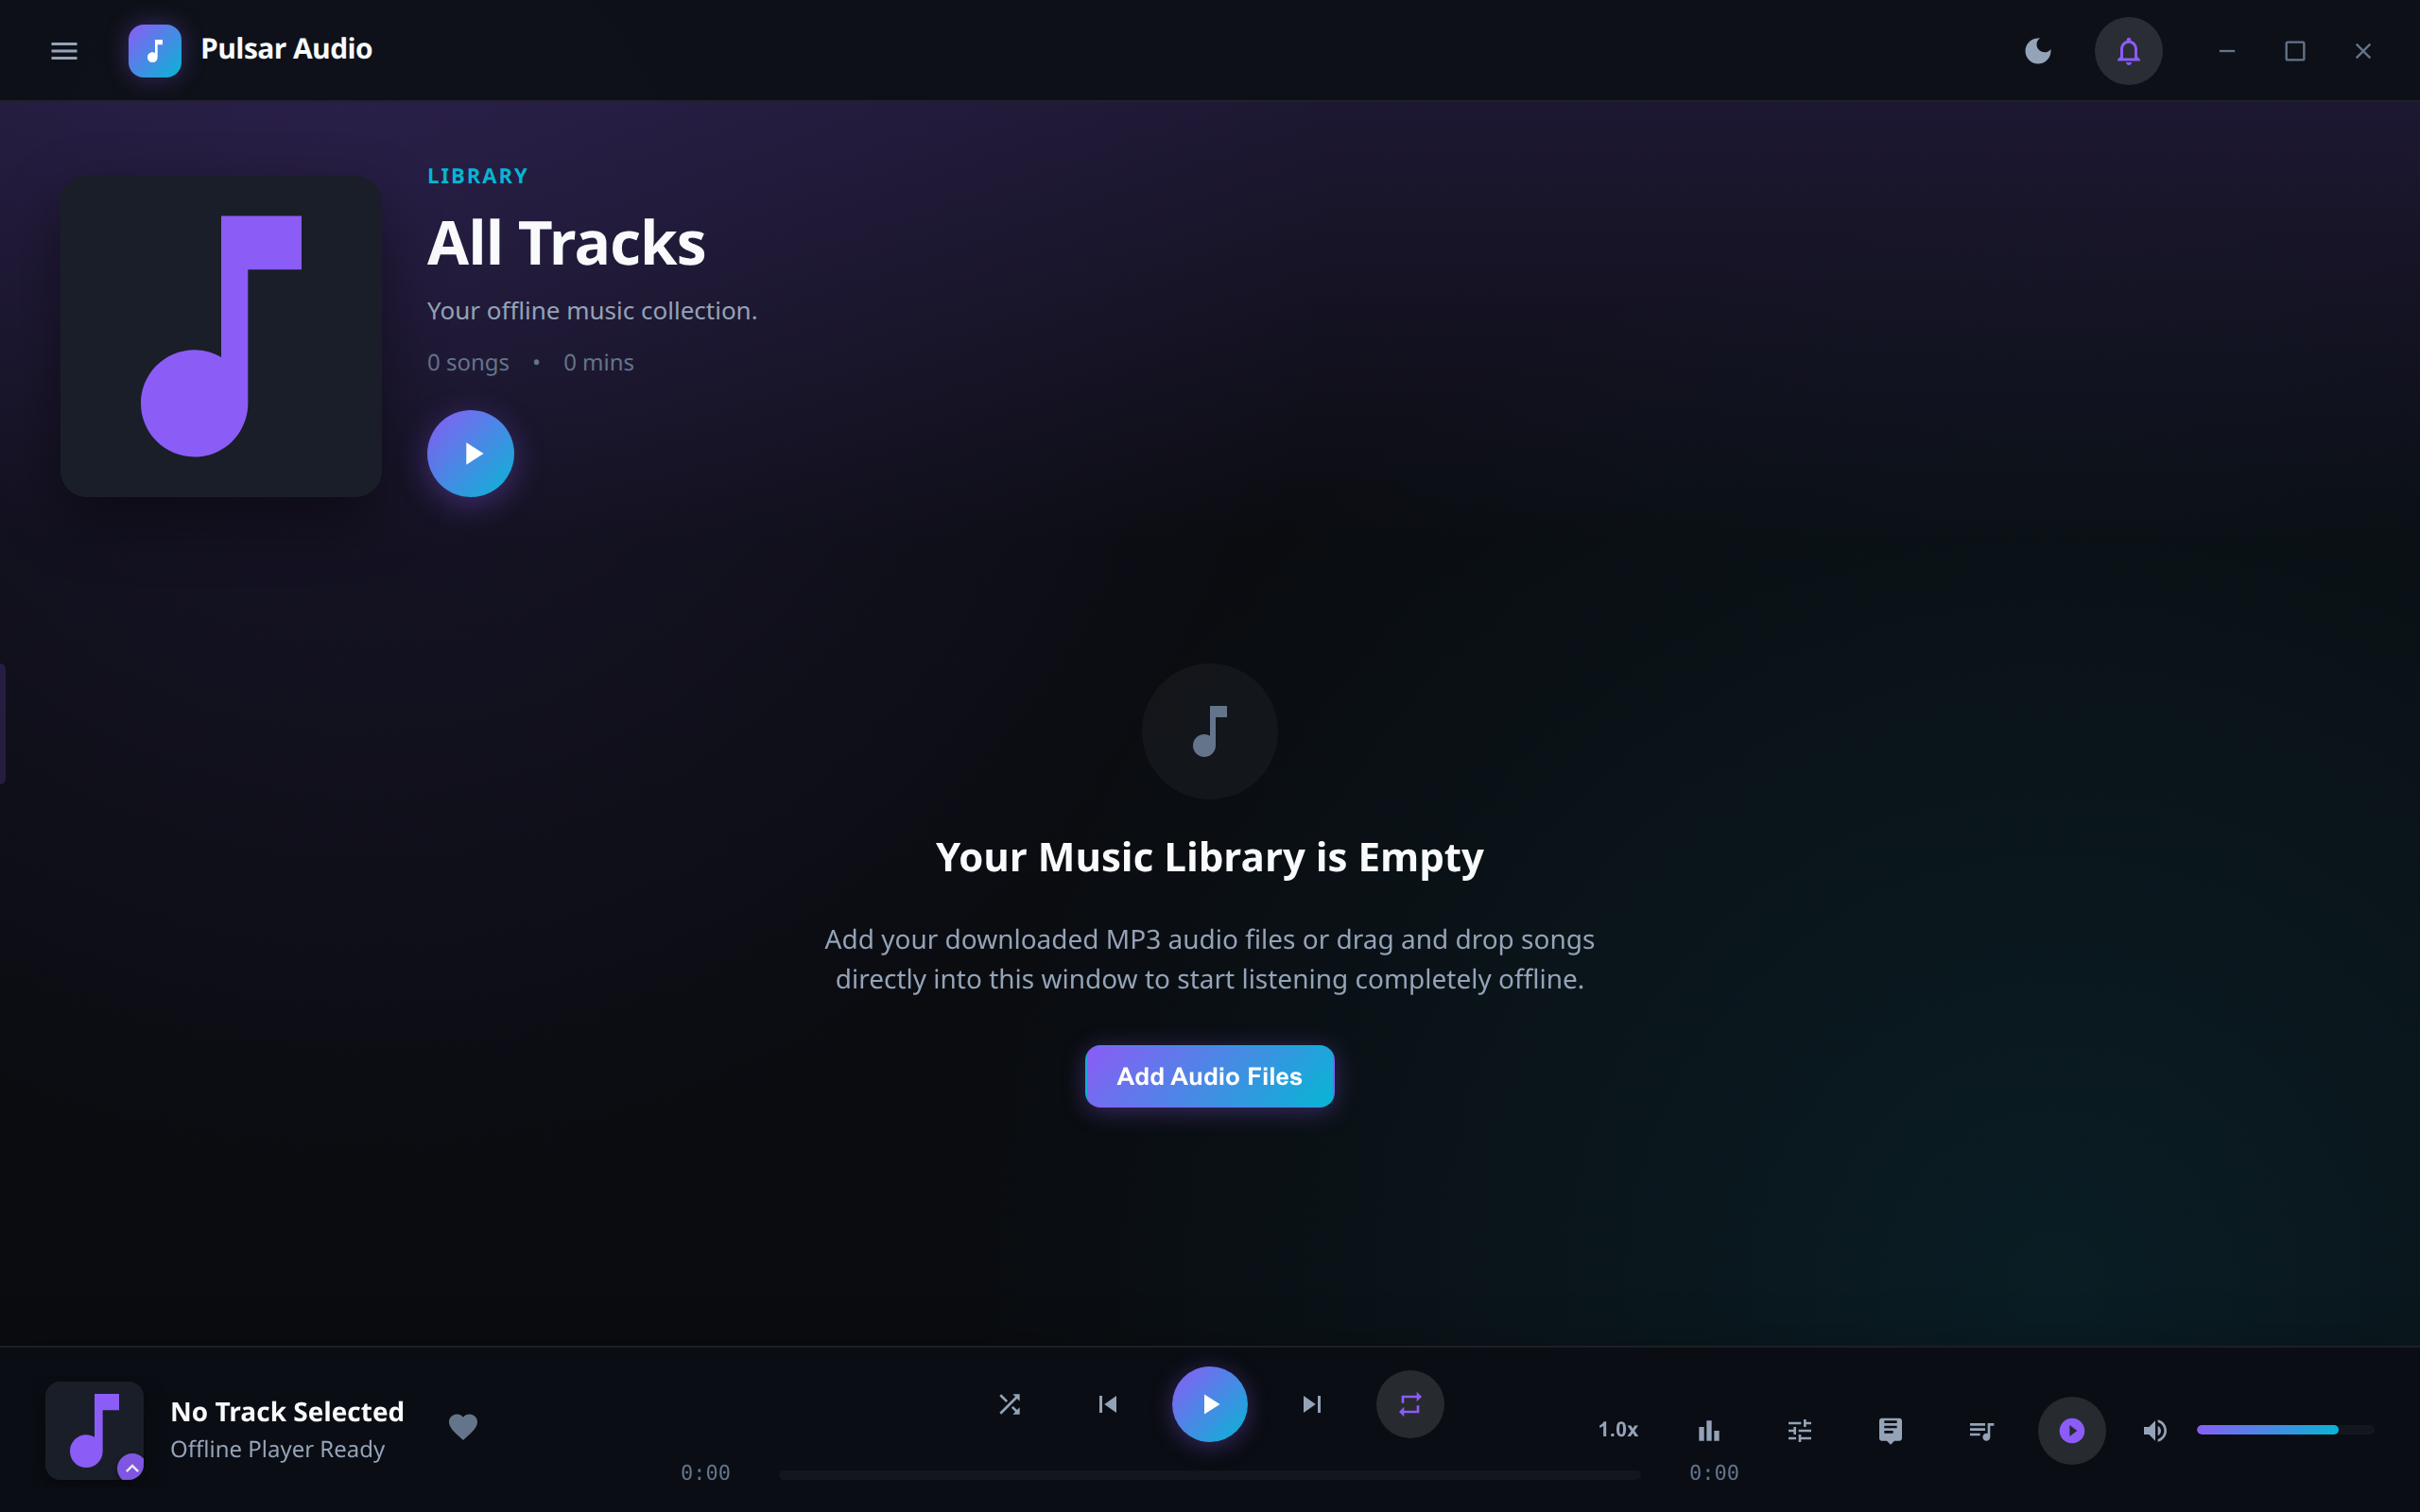 Pulsar Audio
LIBRARY
All Tracks
Your offline music collection.
0 songs • 0 mins
Your Music Library is Empty
Add your downloaded MP3 audio files or drag and drop songs
directly into this window to start listening completely offline.
Add Audio Files
No Track Selected
Offline Player Ready
0:00
0:00
1.0x